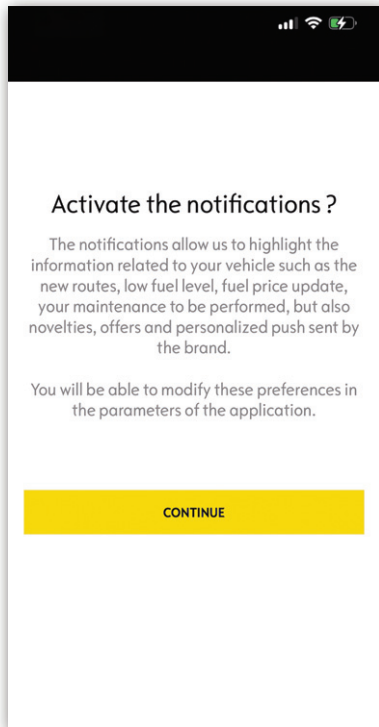 Activate the notifications ?
The notifications allow us to highlight the
information related to your vehicle such as the
new routes, low fuel level, fuel price update,
your maintenance to be performed, but also
novelties, offers and personalized push sent by
the brand.
You will be able to modify these preferences in
the parameters of the application.
CONTINUE